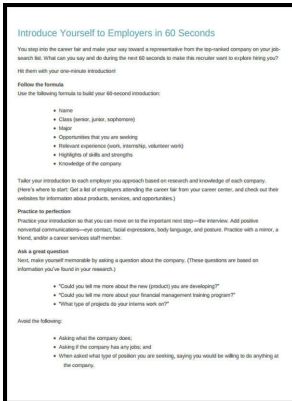 Introduce Yourself to Employers in 60 Seconds
You step into the career fair and make your way toward a representative from the top-ranked company on your job-
search list. What can you say and do during the next 60 seconds to make this recruiter want to explore hiring you?
Hit them with your one-minute introduction!
Follow the formula
Use the following formula to build your 60-second introduction:
• Name
• Class (senior, junior, sophomore)
• Major
• Opportunities that you are seeking
• Relevant experience (work, internship, volunteer work)
• Highlights of skills and strengths
• Knowledge of the company
Tailor your introduction to each employer you approach based on research and knowledge of each company.
(Here's where to start: Get a list of employers attending the career fair from your career center, and check out their
websites for information about products, services, and opportunities.)
Practice to perfection
Practice your introduction so that you can move on to the important next step—the interview. Add positive
nonverbal communications—eye contact, facial expressions, body language, and posture. Practice with a mirror, a
friend, and/or a career services staff member.
Ask a great question
Next, make yourself memorable by asking a question about the company. (These questions are based on
information you've found in your research.)
• "Could you tell me more about the new (product) you are developing?"
• "Could you tell me more about your financial management training program?"
• "What type of projects do your interns work on?"
Avoid the following:
• Asking what the company does;
• Asking if the company has any jobs; and
• When asked what type of position you are seeking, saying you would be willing to do anything at
the company.